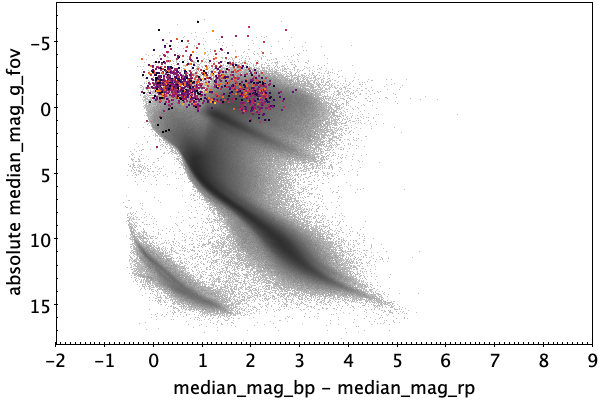 −5
0
5
10
15
absolute median_mag_g_fov
−2 −1 0 1 2 3 4 5 6 7 8 9
median_mag_bp − median_mag_rp